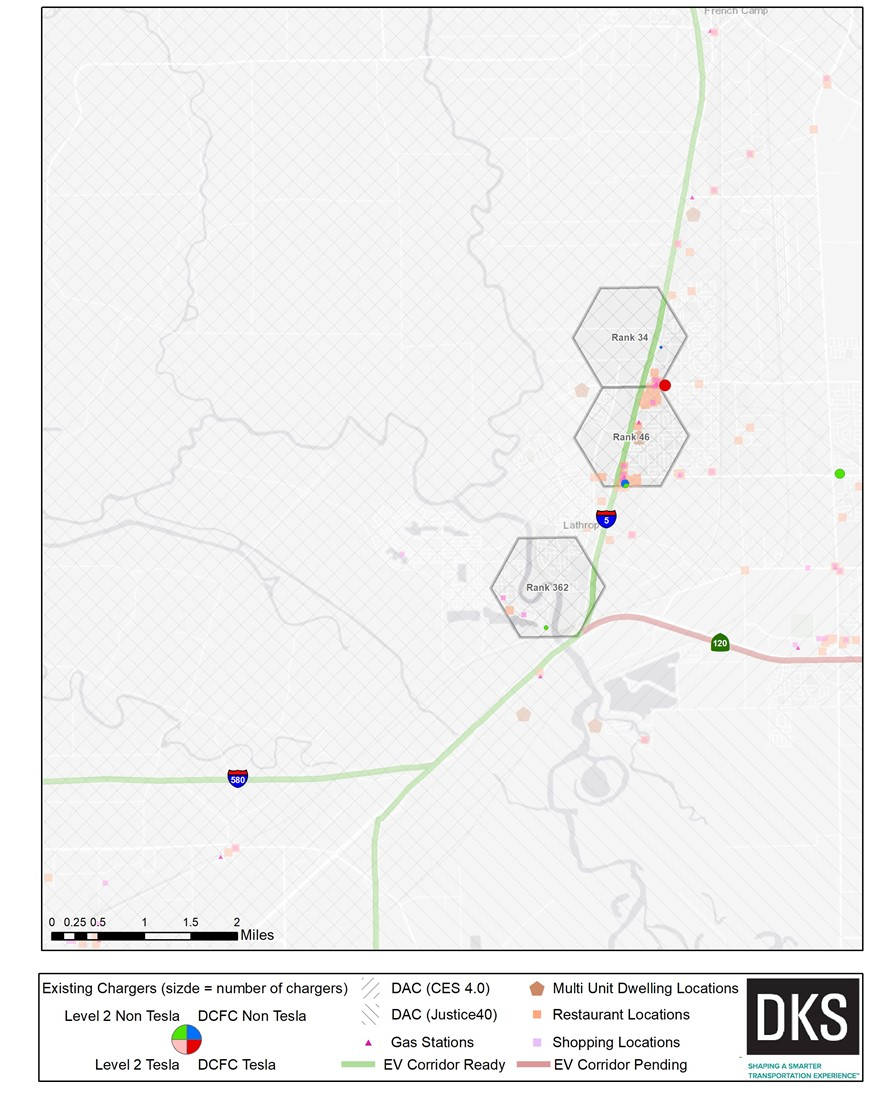 French Camp
Rank 34
Rank 46
5
Lathrop
Rank 362
120
580
0 0.25 0.5 1 1.5 2
Miles
Existing Chargers (sizde = number of chargers)
Level 2 Non Tesla DCFC Non Tesla
Level 2 Tesla DCFC Tesla
DAC (CES 4.0)
DAC (Justice40)
Gas Stations
EV Corridor Ready
Multi Unit Dwelling Locations
Restaurant Locations
Shopping Locations
EV Corridor Pending
DKS
SHAPING A SMARTER
TRANSPORTATION EXPERIENCE™